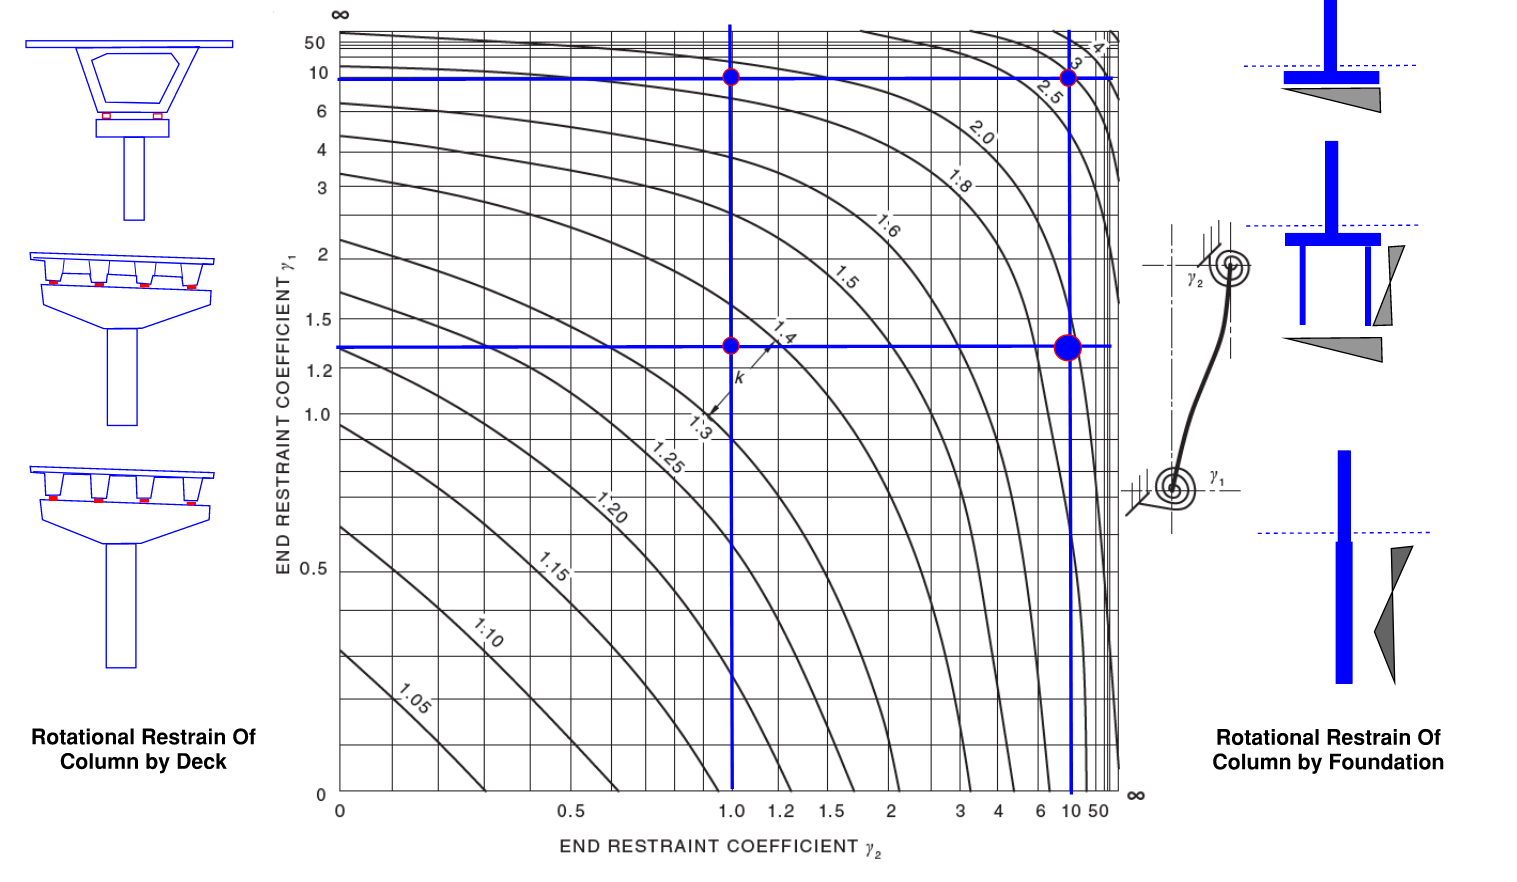 ∞
50
10
6
4
3
2
1.5
1.2
1.0
0.5
0
END RESTRAINT COEFFICIENT γ1
4
3
2.5
2.0
1.8
1.6
1.5
1.4
k
1.3
1.25
1.20
1.15
1.10
1.05
0 0.5 1.0 1.2 1.5 2 3 4 6 10 50 ∞
END RESTRAINT COEFFICIENT γ2
γ2
γ1
Rotational Restrain Of
Column by Deck
Rotational Restrain Of
Column by Foundation